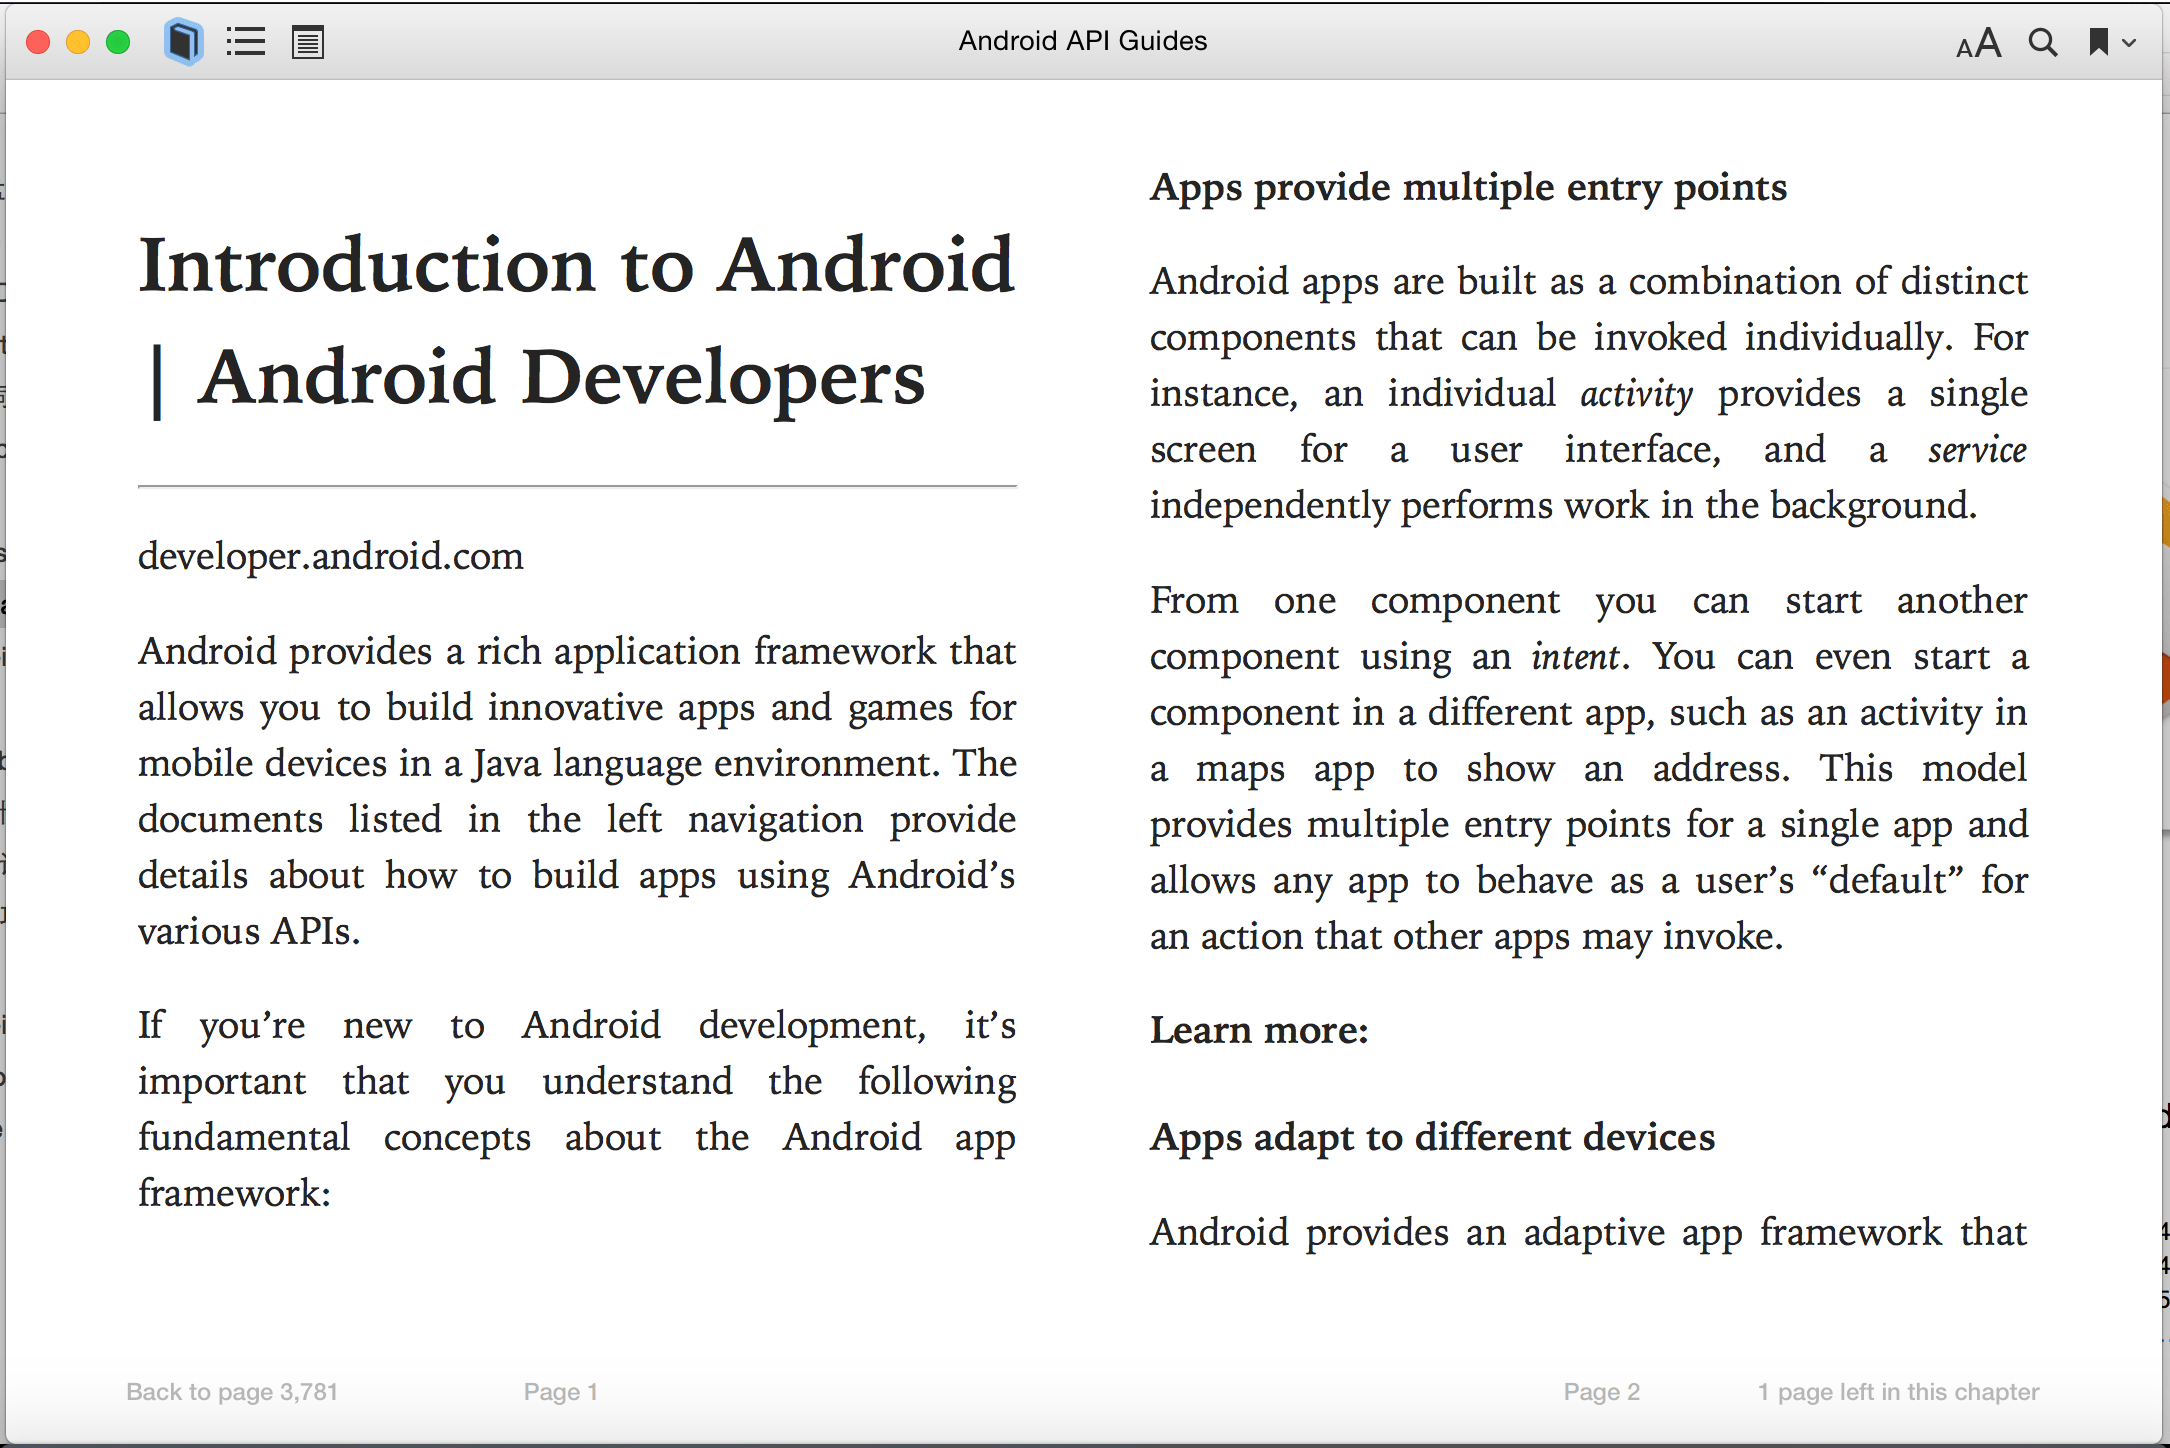 Android API Guides
AA
Introduction to Android
| Android Developers
developer.android.com
Android provides a rich application framework that
allows you to build innovative apps and games for
mobile devices in a Java language environment. The
documents listed in the left navigation provide
details about how to build apps using Android’s
various APIs.
If you’re new to Android development, it’s
important that you understand the following
fundamental concepts about the Android app
framework:
Apps provide multiple entry points
Android apps are built as a combination of distinct
components that can be invoked individually. For
instance, an individual activity provides a single
screen for a user interface, and a service
independently performs work in the background.
From one component you can start another
component using an intent. You can even start a
component in a different app, such as an activity in
a maps app to show an address. This model
provides multiple entry points for a single app and
allows any app to behave as a user’s “default” for
an action that other apps may invoke.
Learn more:
Apps adapt to different devices
Android provides an adaptive app framework that
Back to page 3,781
Page 1
Page 2
1 page left in this chapter